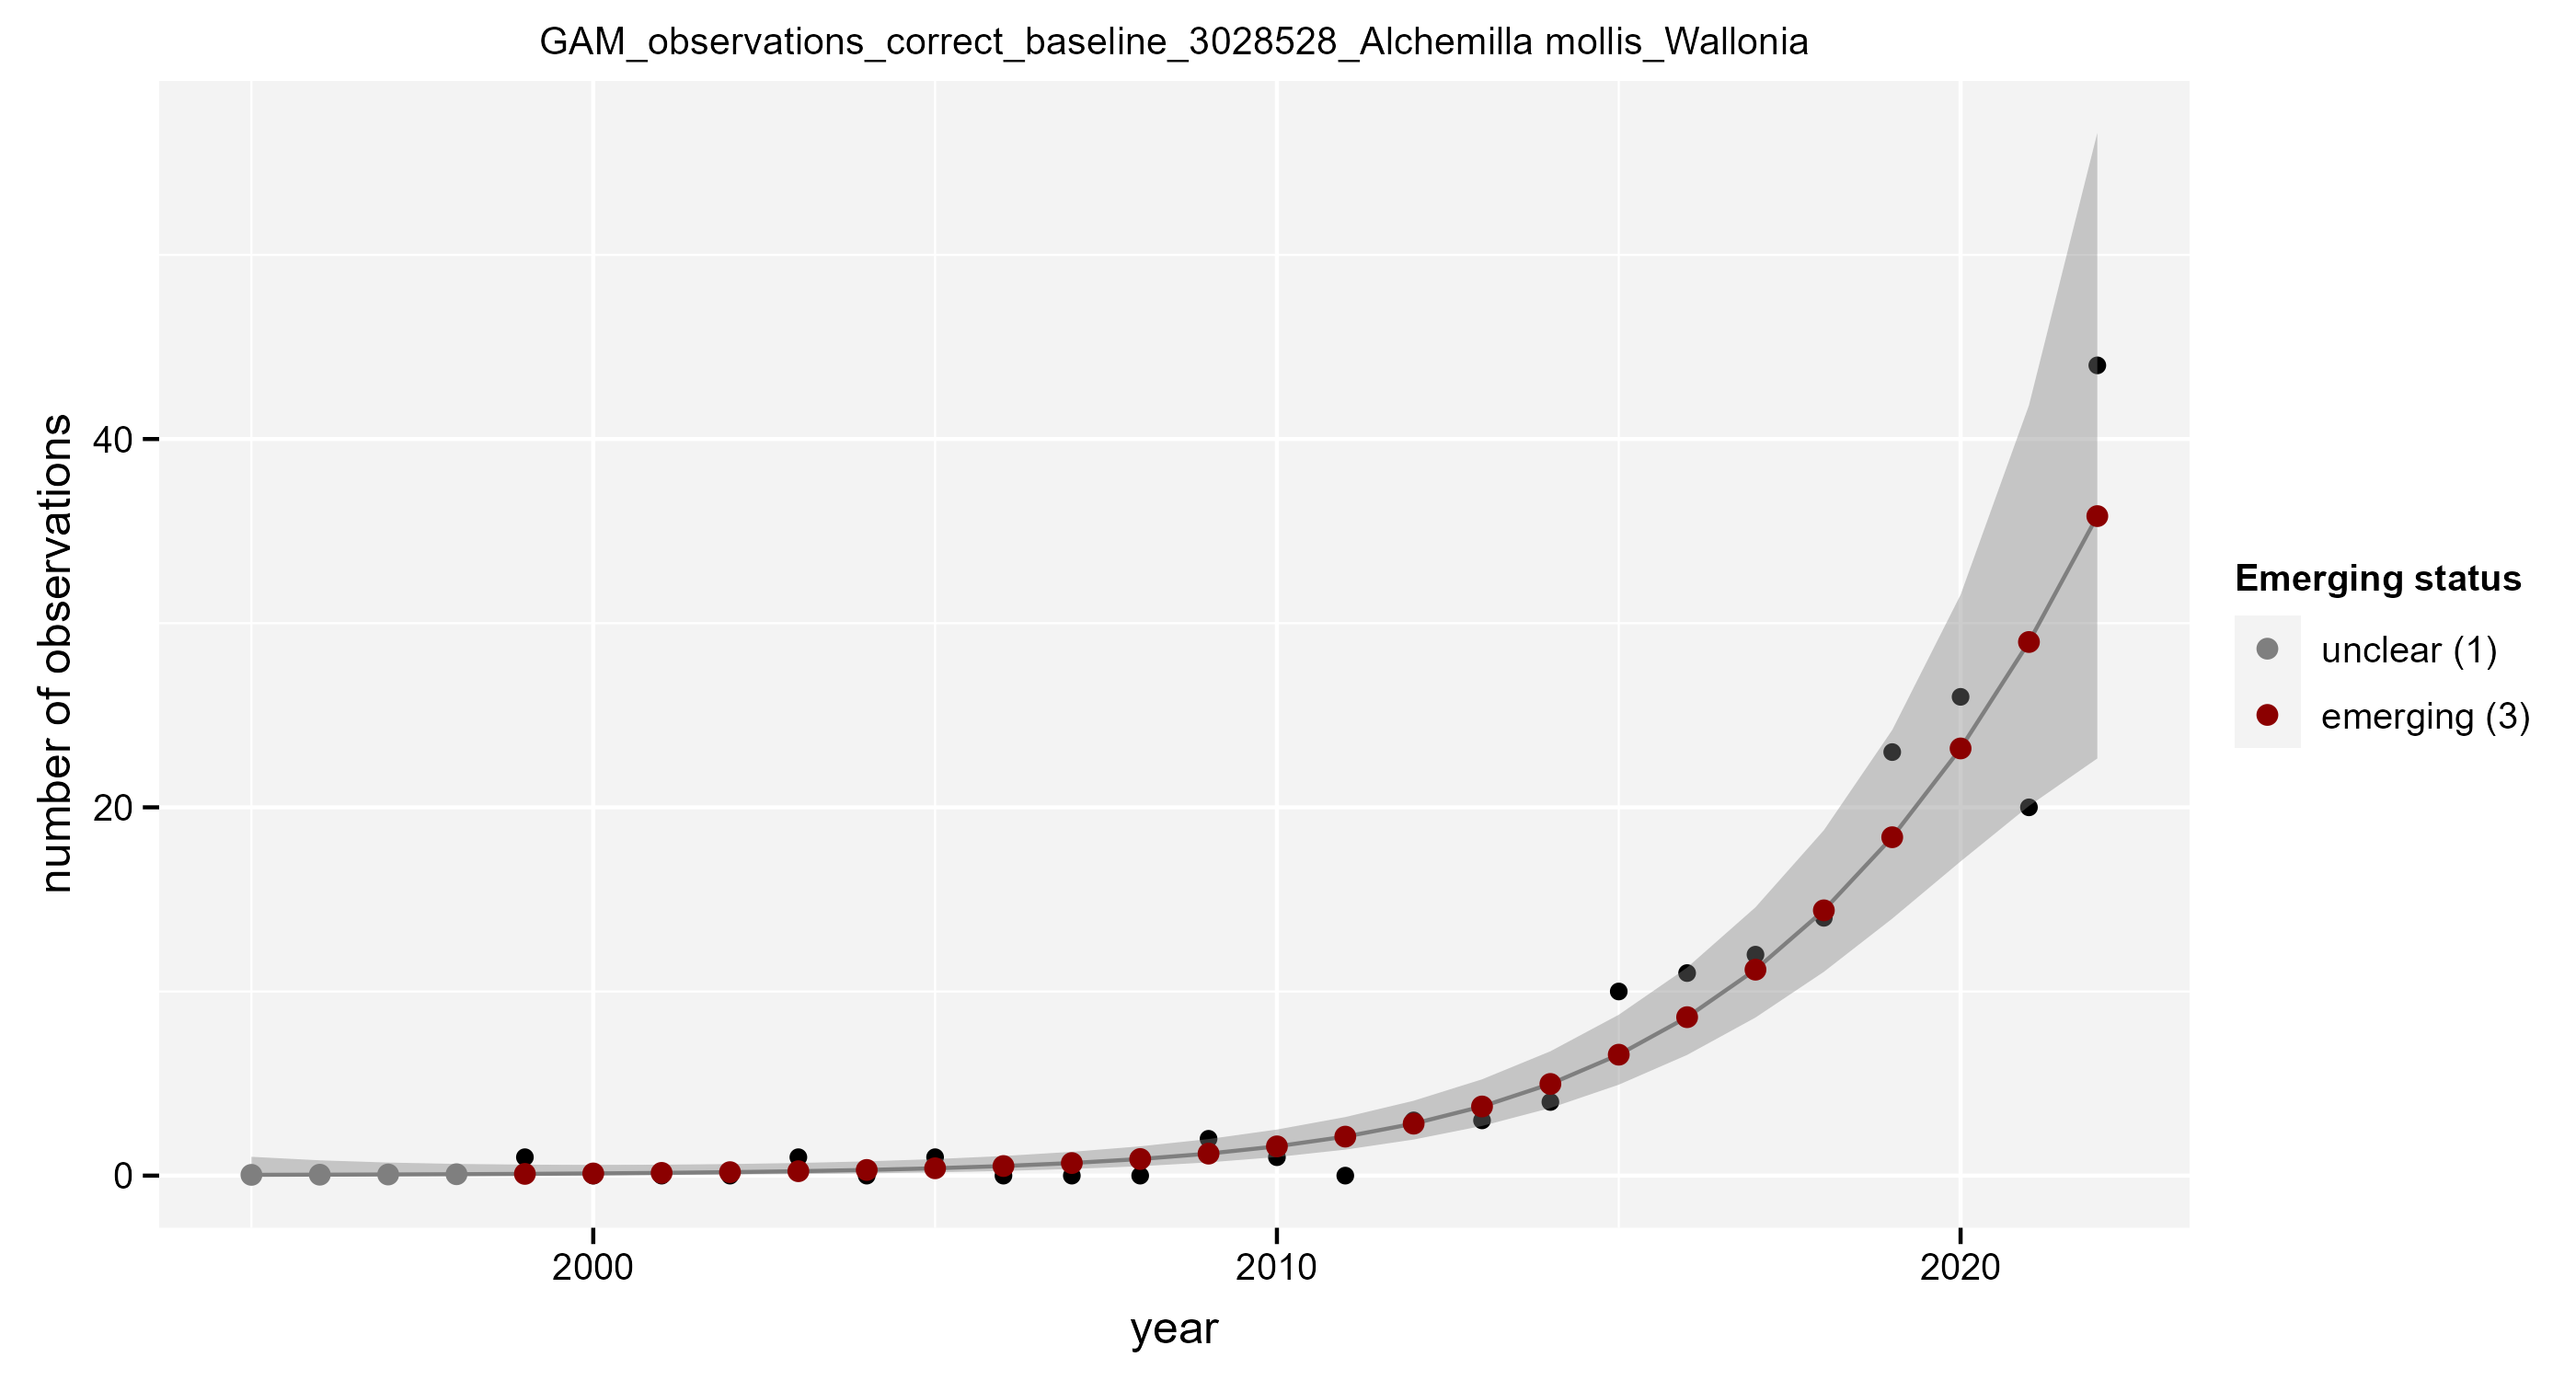 GAM_observations_correct_baseline_3028528_Alchemilla mollis_Wallonia
number of observations
40
20
0
2000
2010
2020
year
Emerging status
unclear (1)
emerging (3)